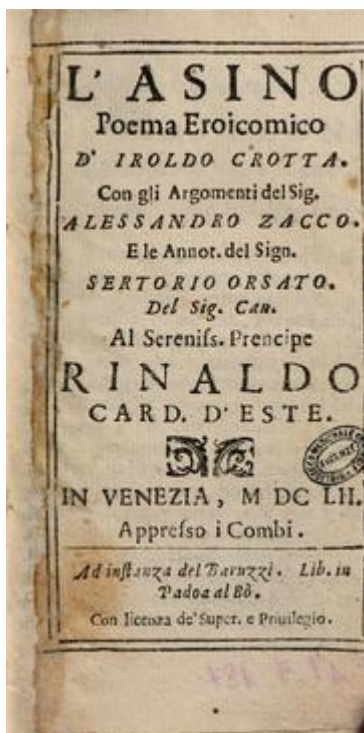 L'ASINO
Poema Eroicomico
D' IROLDO CROTTA.
Con gli Argomenti del Sig.
ALESSANDRO ZACCO.
E le Annot. del Sign.
SERTORIO ORSATO.
Del Sig. Can.
Al Sereniſs. Prencipe
RINALDO
CARD. D'ESTE.
IN VENEZIA, M DC LII.
Appreſso i Combi.
Ad inſtanza del Baruzzi. Lib. in
Padoa al Bò.
Con licenza de' Super. e Priuilegio.